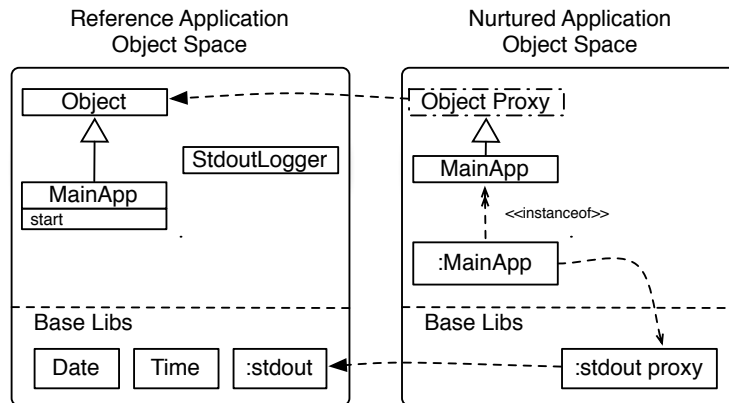 Reference Application
Object Space
Nurtured Application
Object Space
Object
StdoutLogger
MainApp
start
Base Libs
Date
Time
:stdout
Object Proxy
MainApp
<<instanceof>>
:MainApp
Base Libs
:stdout proxy